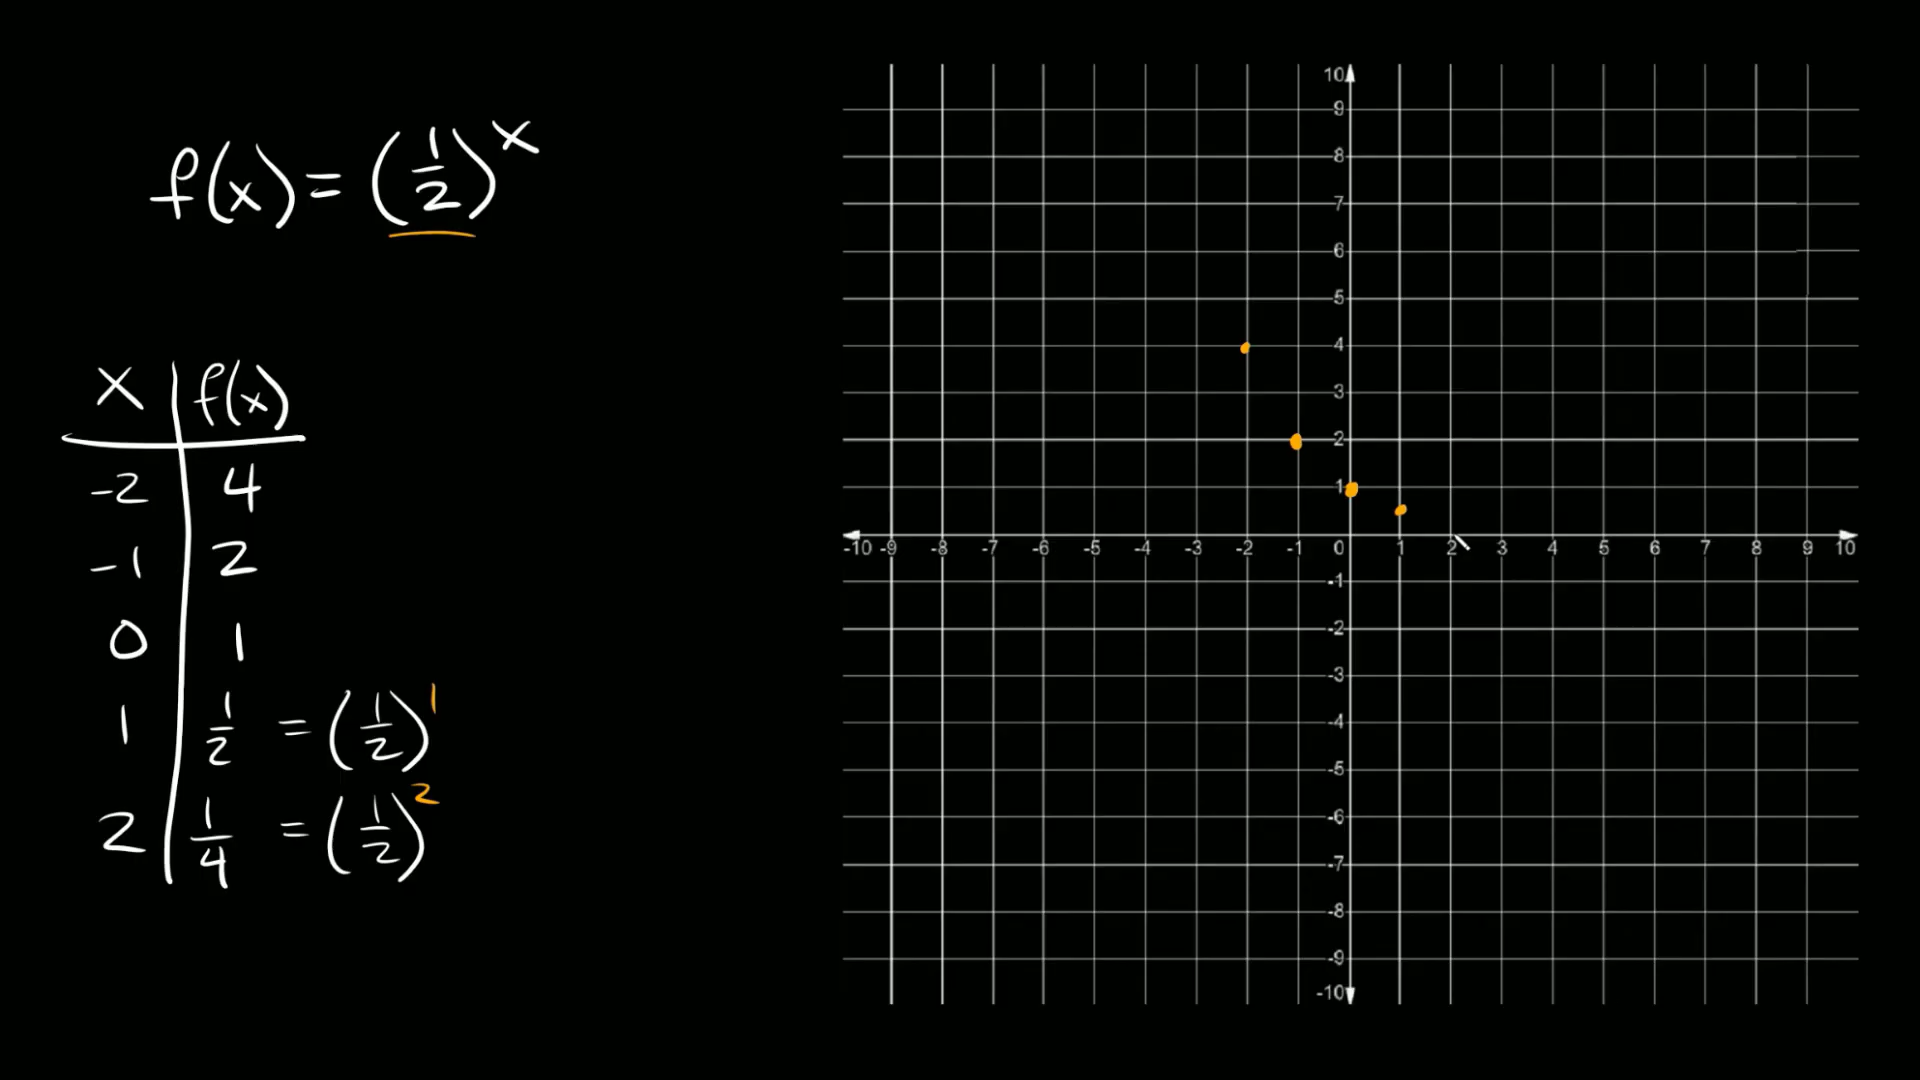 f(x) = (1/2)^x
x | f(x)
-2 | 4
-1 | 2
0 | 1
1 | 1/2 = (1/2)^1
2 | 1/4 = (1/2)^2
10
9
8
7
6
5
4
3
2
1
-10 -9 -8 -7 -6 -5 -4 -3 -2 -1 0 1 2 3 4 5 6 7 8 9 10
-1
-2
-3
-4
-5
-6
-7
-8
-9
-10